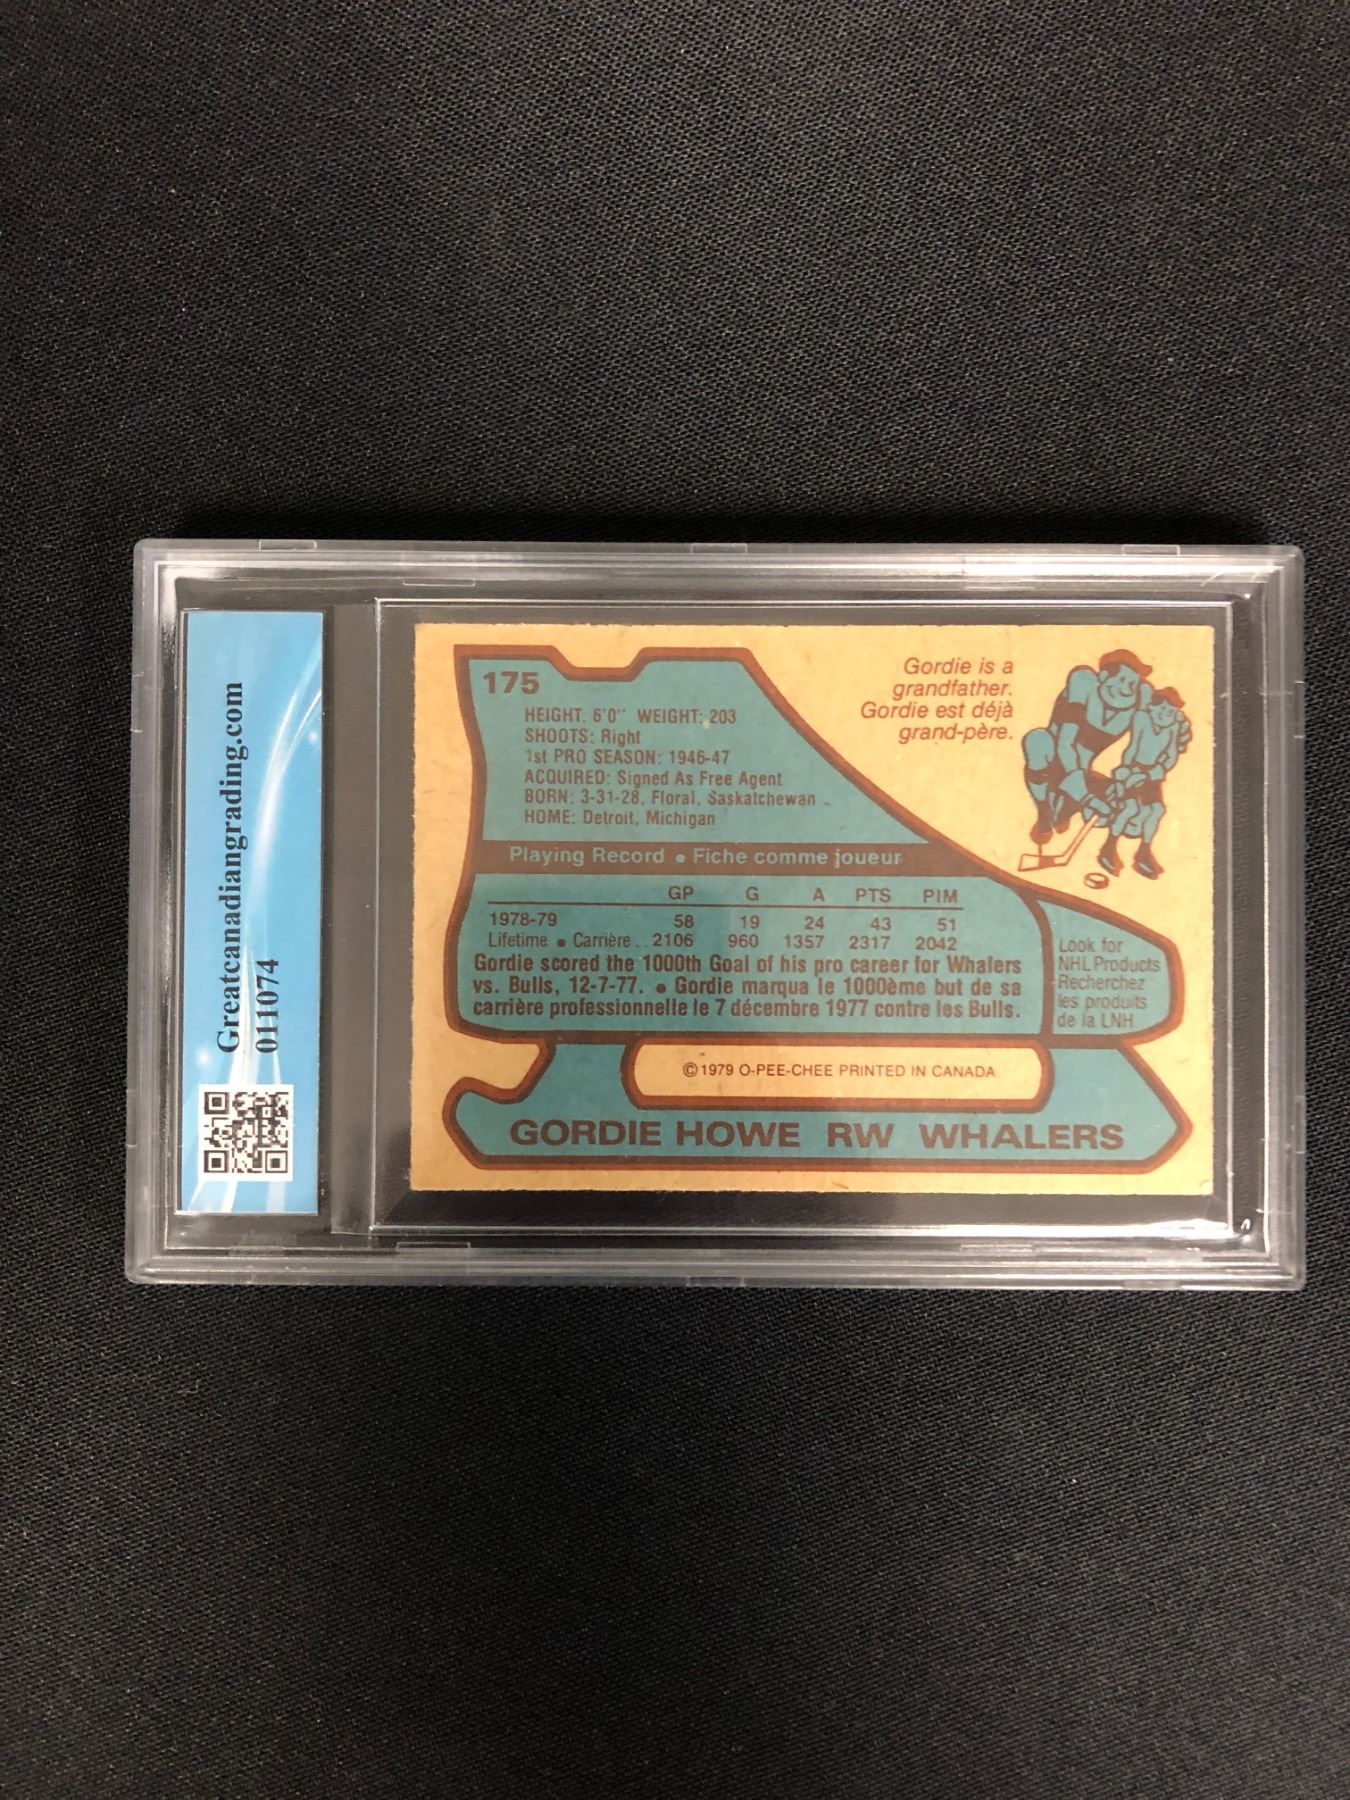 Greatcanadiangrading.com
011074
175
HEIGHT: 6'0" WEIGHT: 203
SHOOTS: Right
1st PRO SEASON: 1946-47
ACQUIRED: Signed As Free Agent
BORN: 3-31-28, Floral, Saskatchewan
HOME: Detroit, Michigan
Gordie is a
grandfather.
Gordie est déjà
grand-père.
Playing Record • Fiche comme joueur
GP G A PTS PIM
1978-79 58 19 24 43 51
Lifetime • Carrière .. 2106 960 1357 2317 2042
Gordie scored the 1000th Goal of his pro career for Whalers
vs. Bulls, 12-7-77. • Gordie marqua le 1000ème but de sa
carrière professionnelle le 7 décembre 1977 contre les Bulls.
Look for
NHL Products
Recherchez
les produits
de la LNH
© 1979 O-PEE-CHEE PRINTED IN CANADA
GORDIE HOWE RW WHALERS